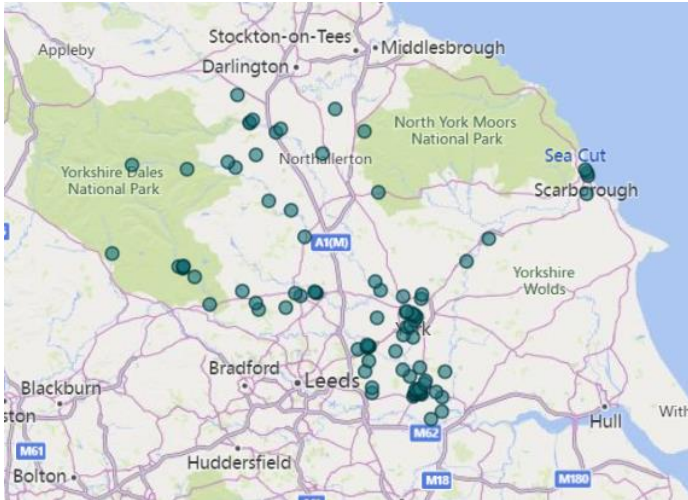 Appleby
Stockton-on-Tees
Middlesbrough
Darlington
North York Moors
National Park
Northallerton
Sea Cut
Yorkshire Dales
National Park
Scarborough
A1(M)
Yorkshire
Wolds
York
Bradford
Leeds
Blackburn
Hull
With
ston
M62
M61
Huddersfield
Bolton
M18
M180